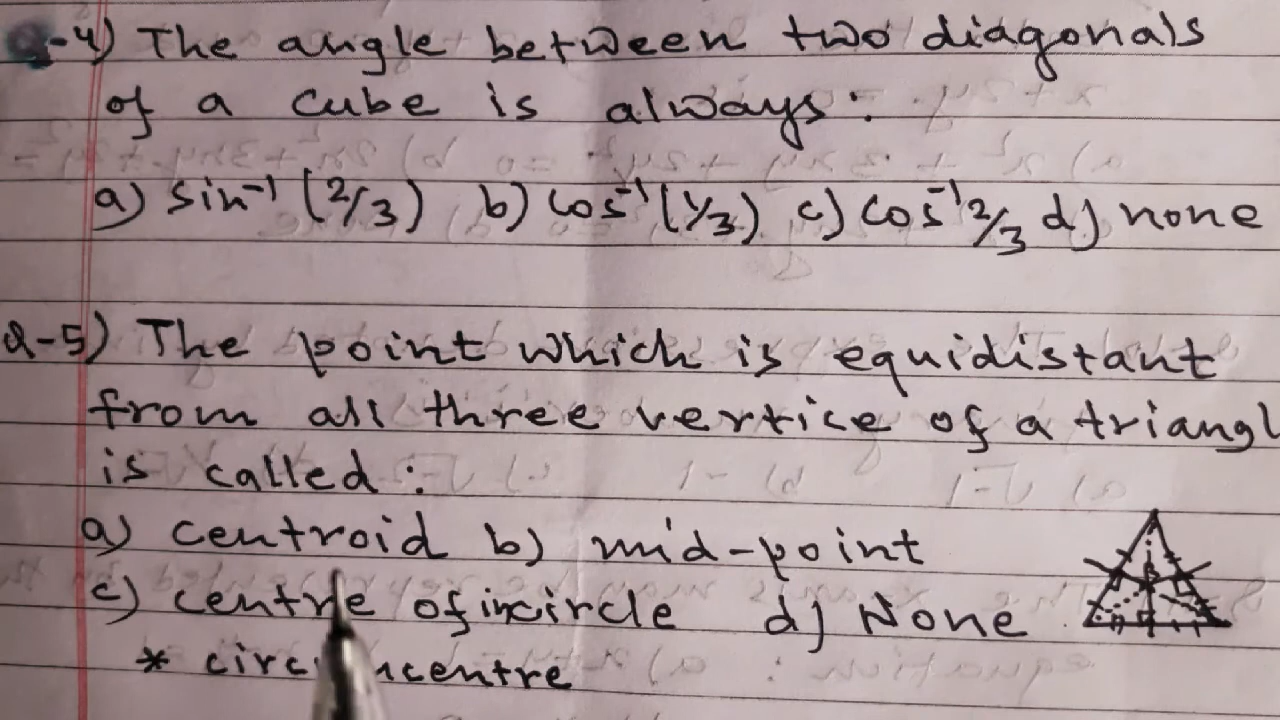 -4) The angle between two diagonals
of a cube is always:
a) sin⁻¹ (2/3) b) cos⁻¹ (1/3) c) cos⁻¹ 2/3 d) none
Q-5) The point which is equidistant
from all three vertice of a triangl
is called:
a) centroid b) mid-point
c) centre of incircle d) None
*